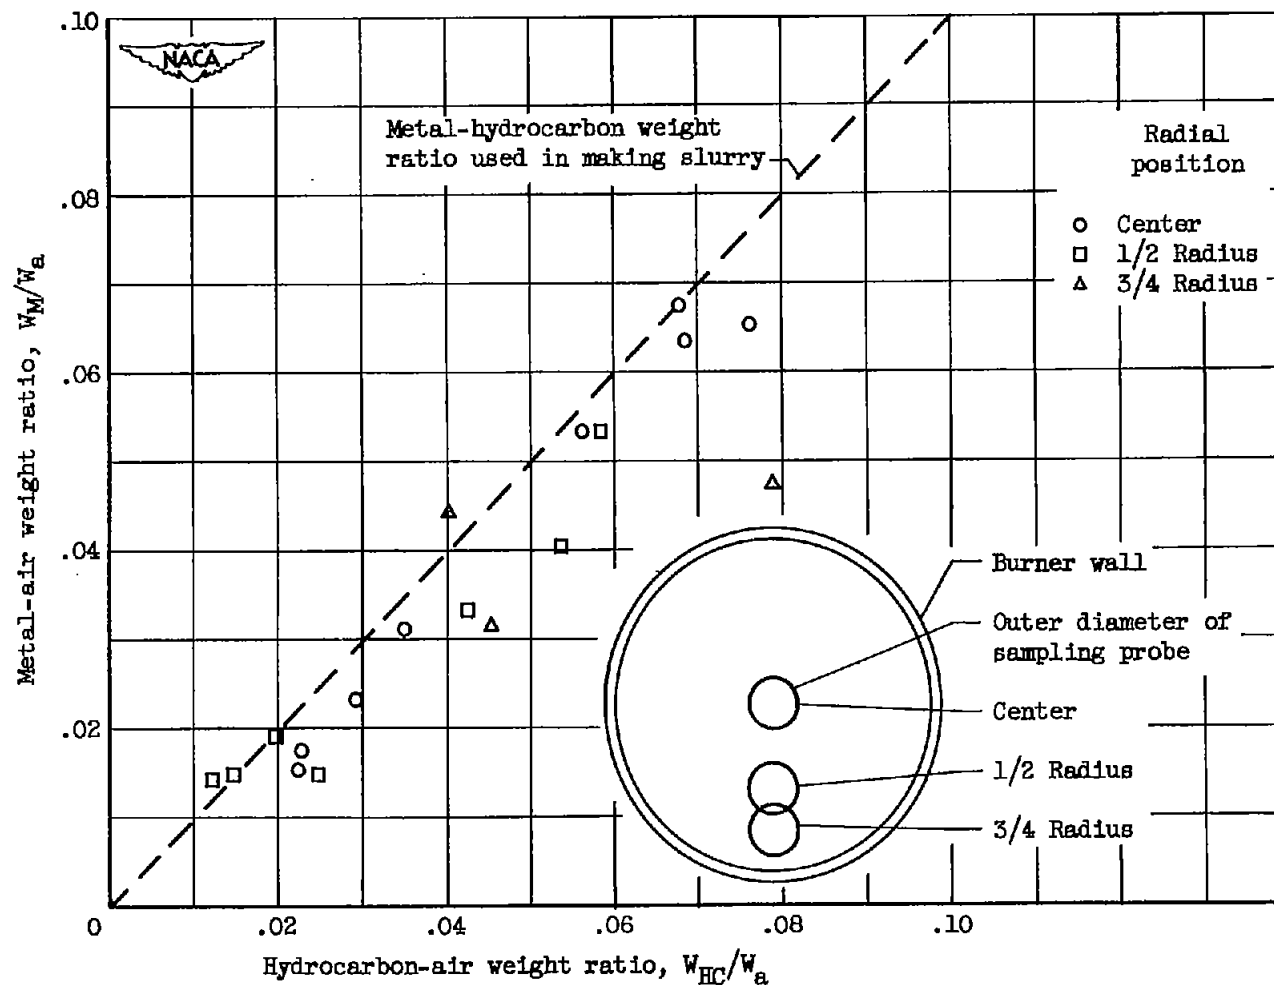 .10
NACA
Metal-hydrocarbon weight
ratio used in making slurry
Radial
position
Center
1/2 Radius
3/4 Radius
.08
.06
.04
.02
0
Metal-air weight ratio, W_M/W_a
Burner wall
Outer diameter of
sampling probe
Center
1/2 Radius
3/4 Radius
.02
.04
.06
.08
.10
Hydrocarbon-air weight ratio, W_HC/W_a